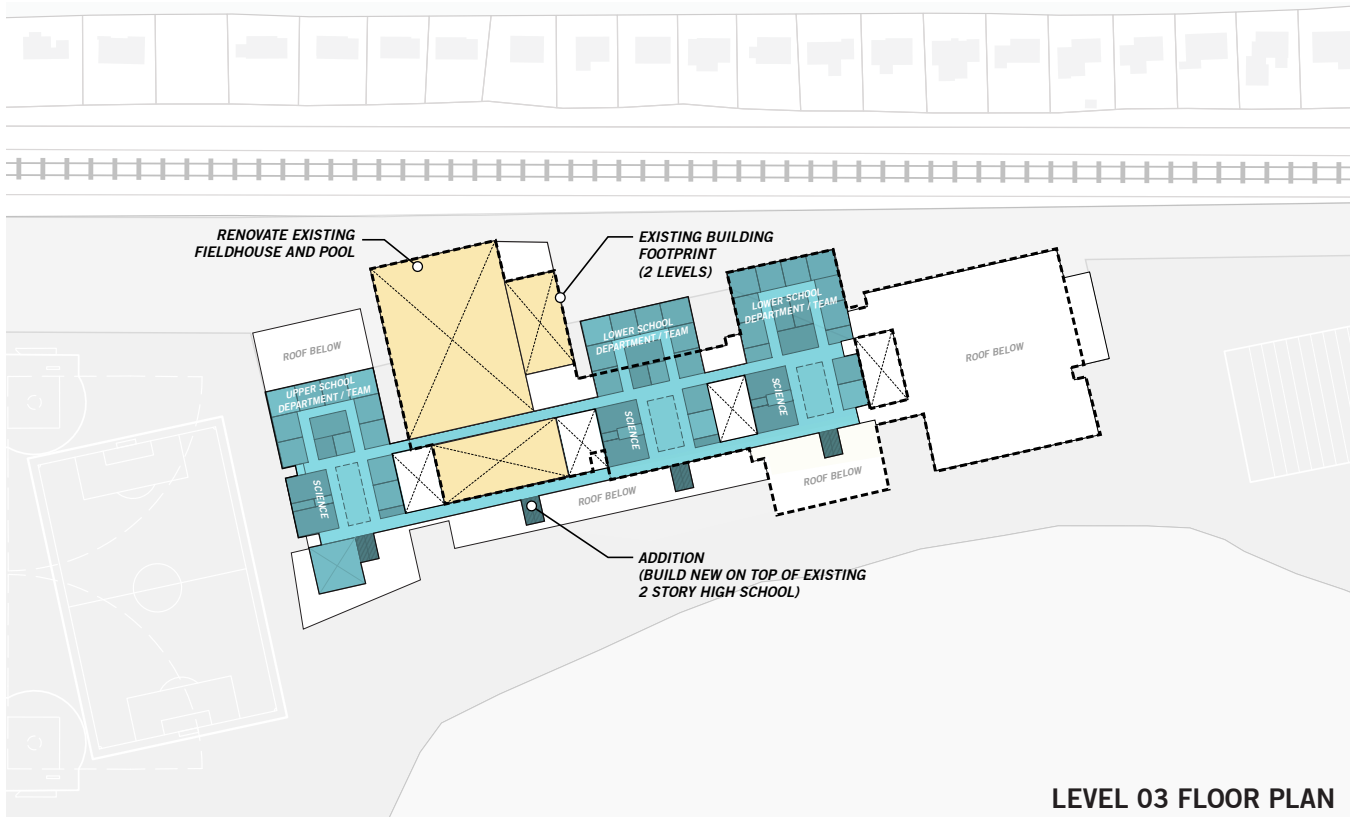 RENOVATE EXISTING
FIELDHOUSE AND POOL
EXISTING BUILDING
FOOTPRINT
(2 LEVELS)
LOWER SCHOOL
DEPARTMENT / TEAM
LOWER SCHOOL
DEPARTMENT / TEAM
ROOF BELOW
ROOF BELOW
UPPER SCHOOL
DEPARTMENT / TEAM
SCIENCE
SCIENCE
SCIENCE
ROOF BELOW
ROOF BELOW
ADDITION
(BUILD NEW ON TOP OF EXISTING
2 STORY HIGH SCHOOL)
LEVEL 03 FLOOR PLAN